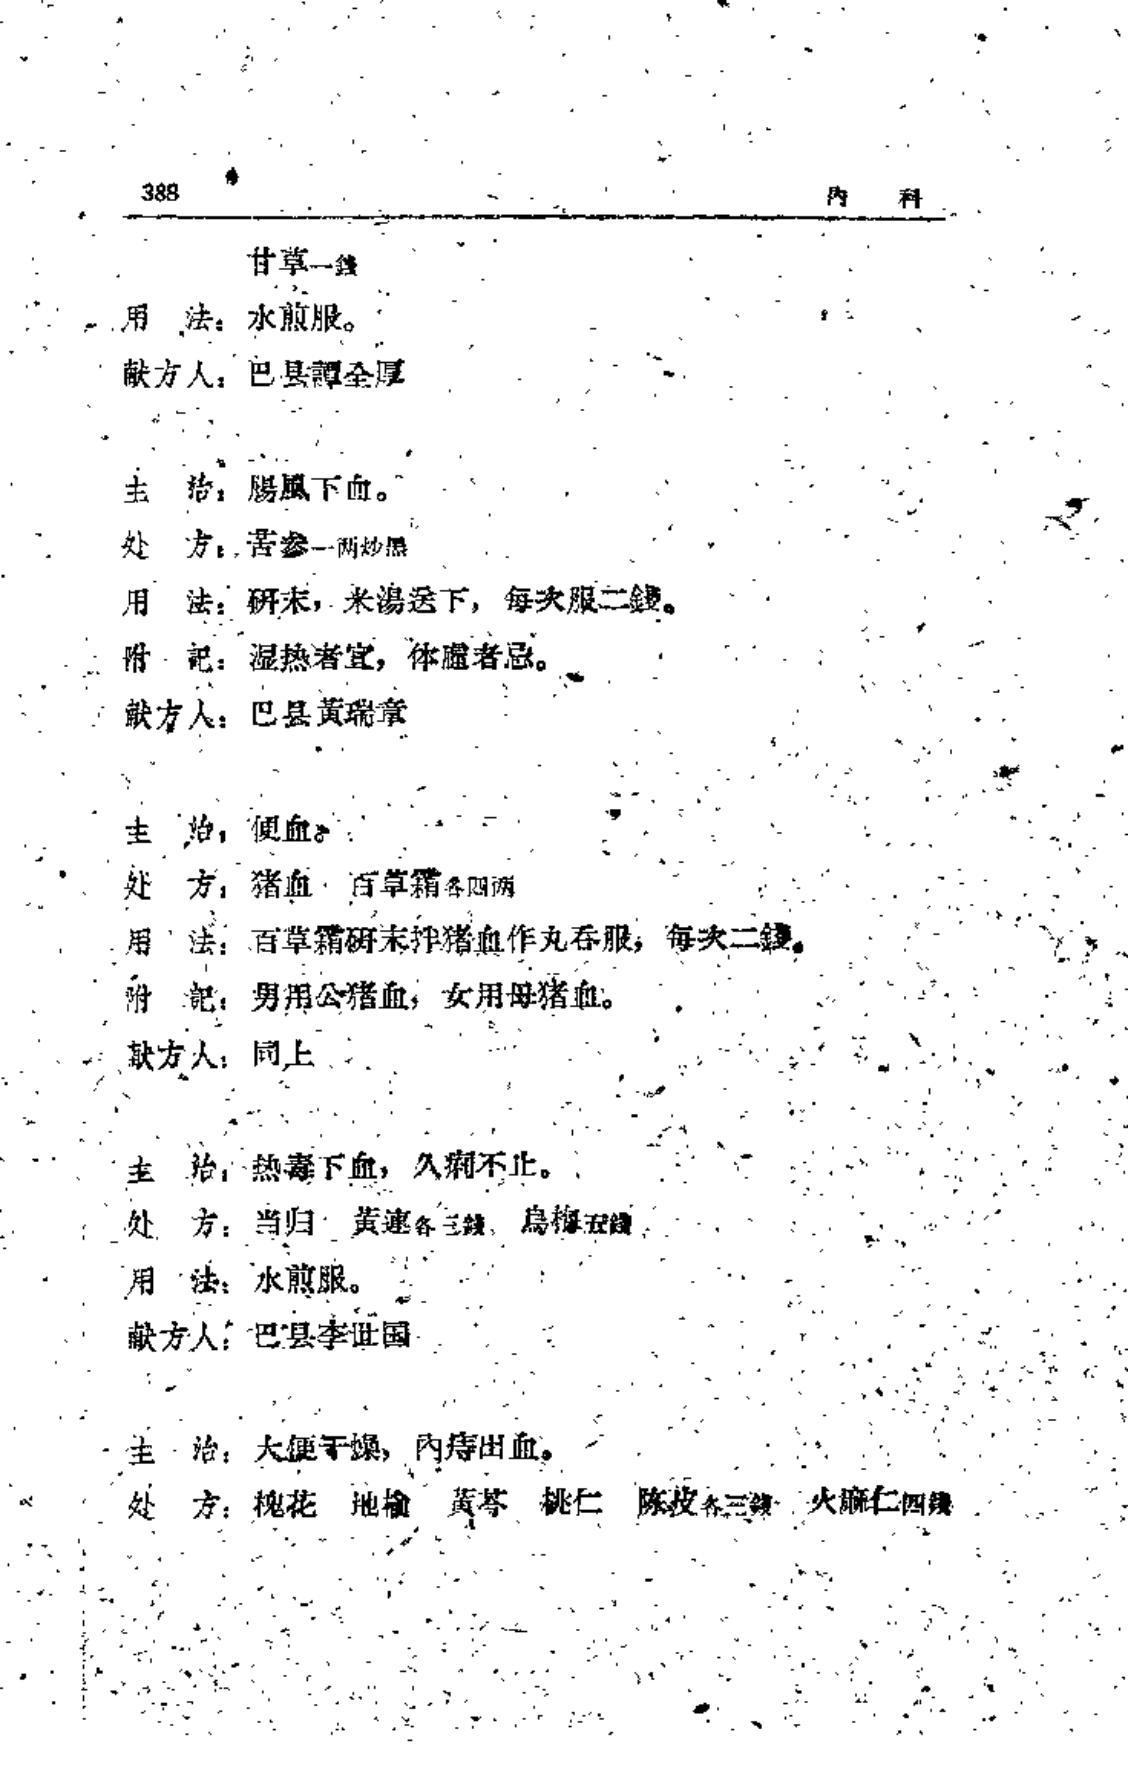 388 內 科
甘草一錢
用 法：水煎服。
献方人：巴县譚全厚
主 治：腸風下血。
处 方：苦参一两炒黑
用 法：研末，米湯送下，每次服二錢。
附 記：湿热者宜，体虛者忌。
献方人：巴县黃瑞章
主 治：便血。
处 方：猪血 百草霜各四两
用 法：百草霜研末拌猪血作丸吞服，每次二錢。
附 記：男用公猪血，女用母猪血。
献方人：同上
主 治：热毒下血，久痢不止。
处 方：当归 黃連各三錢 烏梅五錢
用 法：水煎服。
献方人：巴县李世国
主 治：大便干燥，內痔出血。
处 方：槐花 地榆 黃芩 桃仁 陈皮各三錢 火麻仁四錢